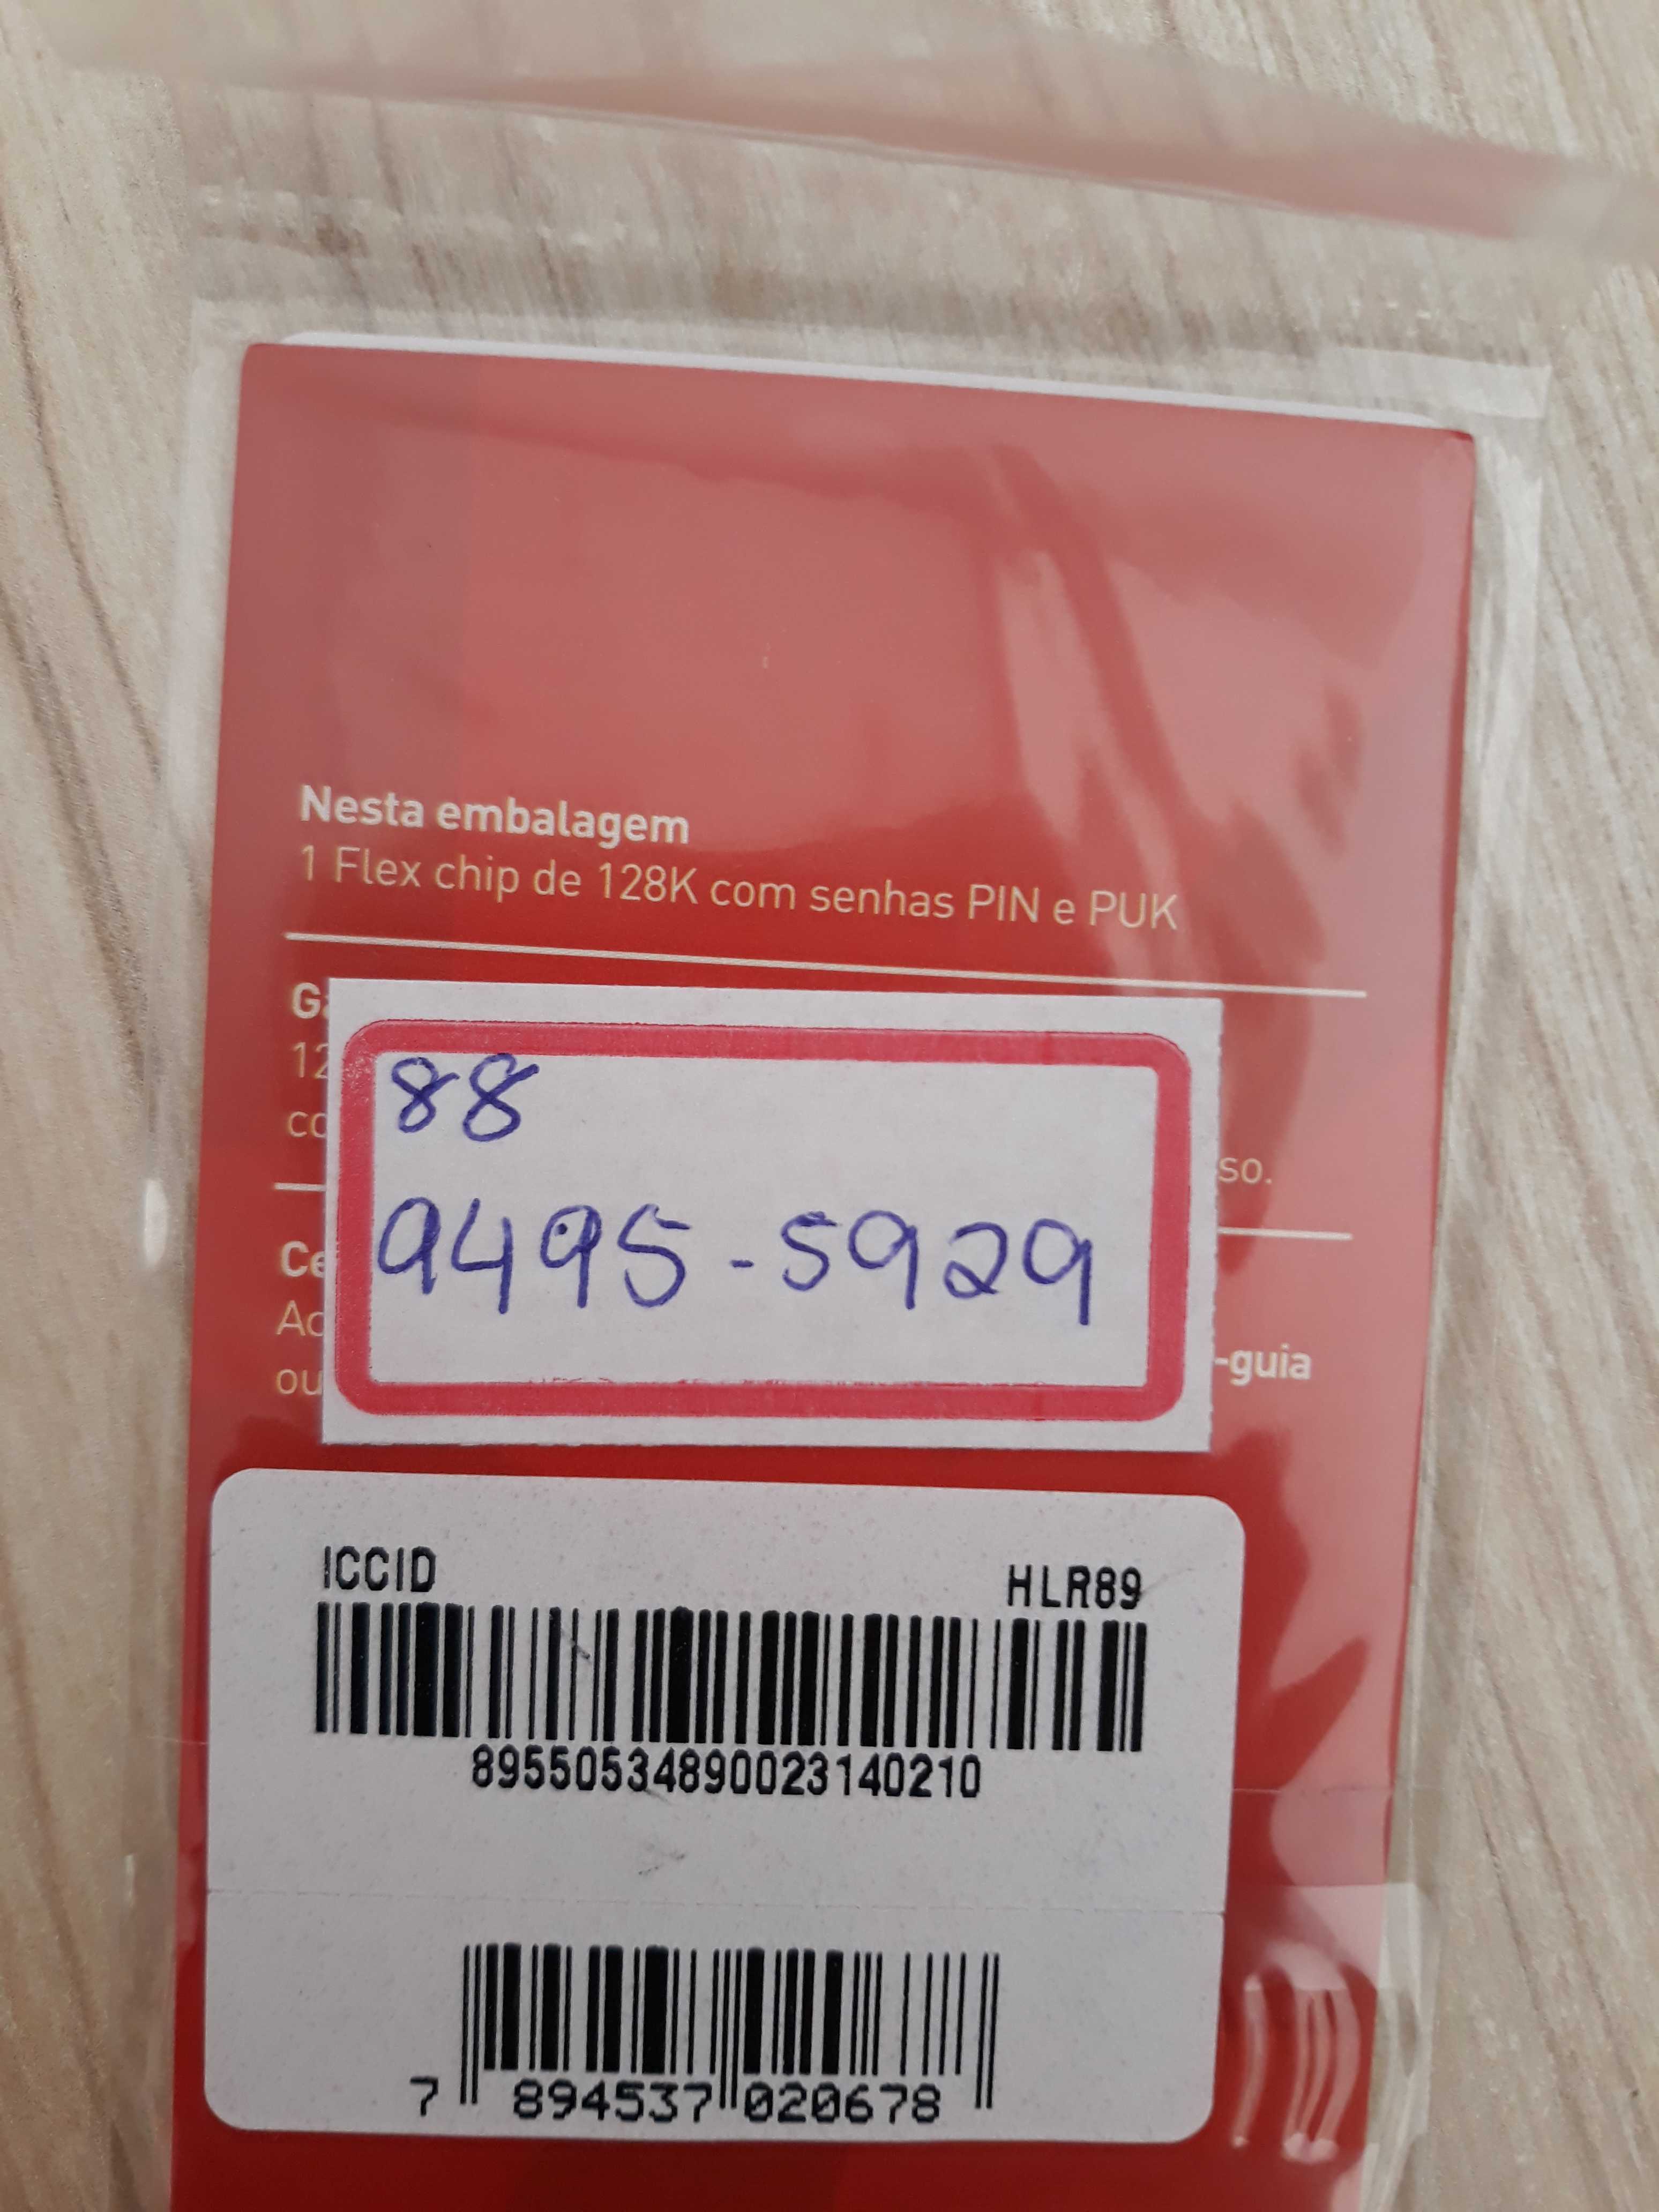 Nesta embalagem
1 Flex chip de 128K com senhas PIN e PUK
88
so.
9495-5929
-guia
ou
ICCID
HLR89
89550534890023140210
7 894537 020678